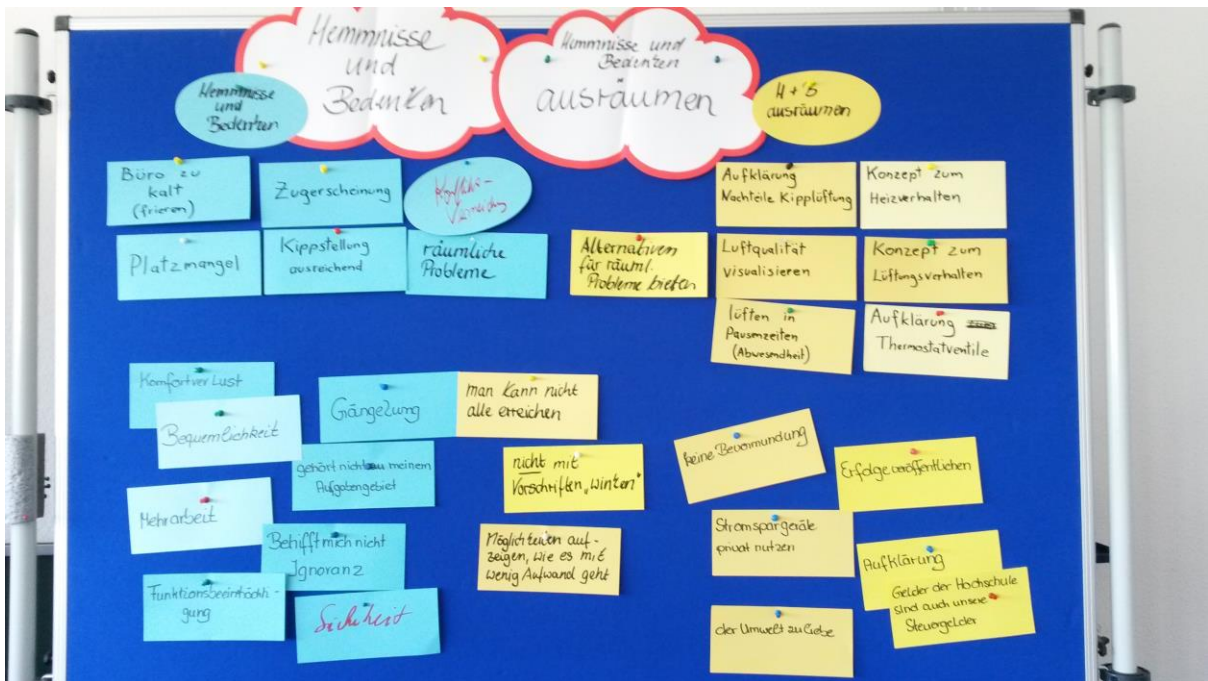 Hemmnisse
und
Bedenken
Hemmnisse und
Bedenken
ausräumen
Hemmnisse
und
Bedenken
H + B
ausräumen
Büro zu
kalt
(frieren)
Zugerscheinung
Platzmangel
Kippstellung
ausreichend
räumliche
Probleme
Alternativen
für räuml.
Probleme bieten
Aufklärung
Nachteile Kipplüftung
Konzept zum
Heizverhalten
Luftqualität
visualisieren
Konzept zum
Lüftungsverhalten
lüften in
Pausenzeiten
(Abwesendheit)
Aufklärung
Thermostatventile
Komfortverlust
Bequemlichkeit
Gängelung
man kann nicht
alle erreichen
gehört nicht zu meinem
Aufgabengebiet
nicht mit
Vorschriften „winken"
keine Bevormundung
Erfolge veröffentlichen
Mehrarbeit
Betrifft mich nicht
Ignoranz
Möglichkeiten auf-
zeigen, wie es mit
wenig Aufwand geht
Stromspargeräte
privat nutzen
Aufklärung
Gelder der Hochschule
sind auch unsere
Steuergelder
Funktionsbeeinträchti-
gung
Sicherheit
der Umwelt zu liebe